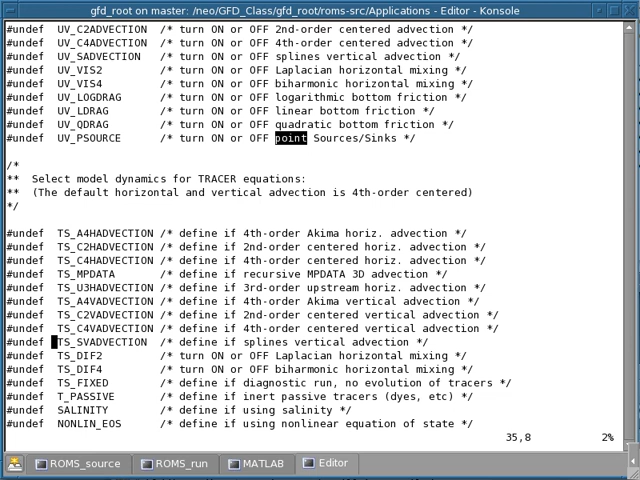 gfd_root on master: /neo/GFD_Class/gfd_root/roms-src/Applications - Editor - Konsole
#undef  UV_C2ADVECTION  /* turn ON or OFF 2nd-order centered advection */
#undef  UV_C4ADVECTION  /* turn ON or OFF 4th-order centered advection */
#undef  UV_SADVECTION   /* turn ON or OFF splines vertical advection */
#undef  UV_VIS2         /* turn ON or OFF Laplacian horizontal mixing */
#undef  UV_VIS4         /* turn ON or OFF biharmonic horizontal mixing */
#undef  UV_LOGDRAG      /* turn ON or OFF logarithmic bottom friction */
#undef  UV_LDRAG        /* turn ON or OFF linear bottom friction */
#undef  UV_QDRAG        /* turn ON or OFF quadratic bottom friction */
#undef  UV_PSOURCE      /* turn ON or OFF point Sources/Sinks */
/*
**  Select model dynamics for TRACER equations:
**  (The default horizontal and vertical advection is 4th-order centered)
*/
#undef  TS_A4HADVECTION /* define if 4th-order Akima horiz. advection */
#undef  TS_C2HADVECTION /* define if 2nd-order centered horiz. advection */
#undef  TS_C4HADVECTION /* define if 4th-order centered horiz. advection */
#undef  TS_MPDATA       /* define if recursive MPDATA 3D advection */
#undef  TS_U3HADVECTION /* define if 3rd-order upstream horiz. advection */
#undef  TS_A4VADVECTION /* define if 4th-order Akima vertical advection */
#undef  TS_C2VADVECTION /* define if 2nd-order centered vertical advection */
#undef  TS_C4VADVECTION /* define if 4th-order centered vertical advection */
#undef  TS_SVADVECTION  /* define if splines vertical advection */
#undef  TS_DIF2         /* turn ON or OFF Laplacian horizontal mixing */
#undef  TS_DIF4         /* turn ON or OFF biharmonic horizontal mixing */
#undef  TS_FIXED        /* define if diagnostic run, no evolution of tracers */
#undef  T_PASSIVE       /* define if inert passive tracers (dyes, etc) */
#undef  SALINITY        /* define if using salinity */
#undef  NONLIN_EOS      /* define if using nonlinear equation of state */
35,8          2%
ROMS_source  ROMS_run  MATLAB  Editor